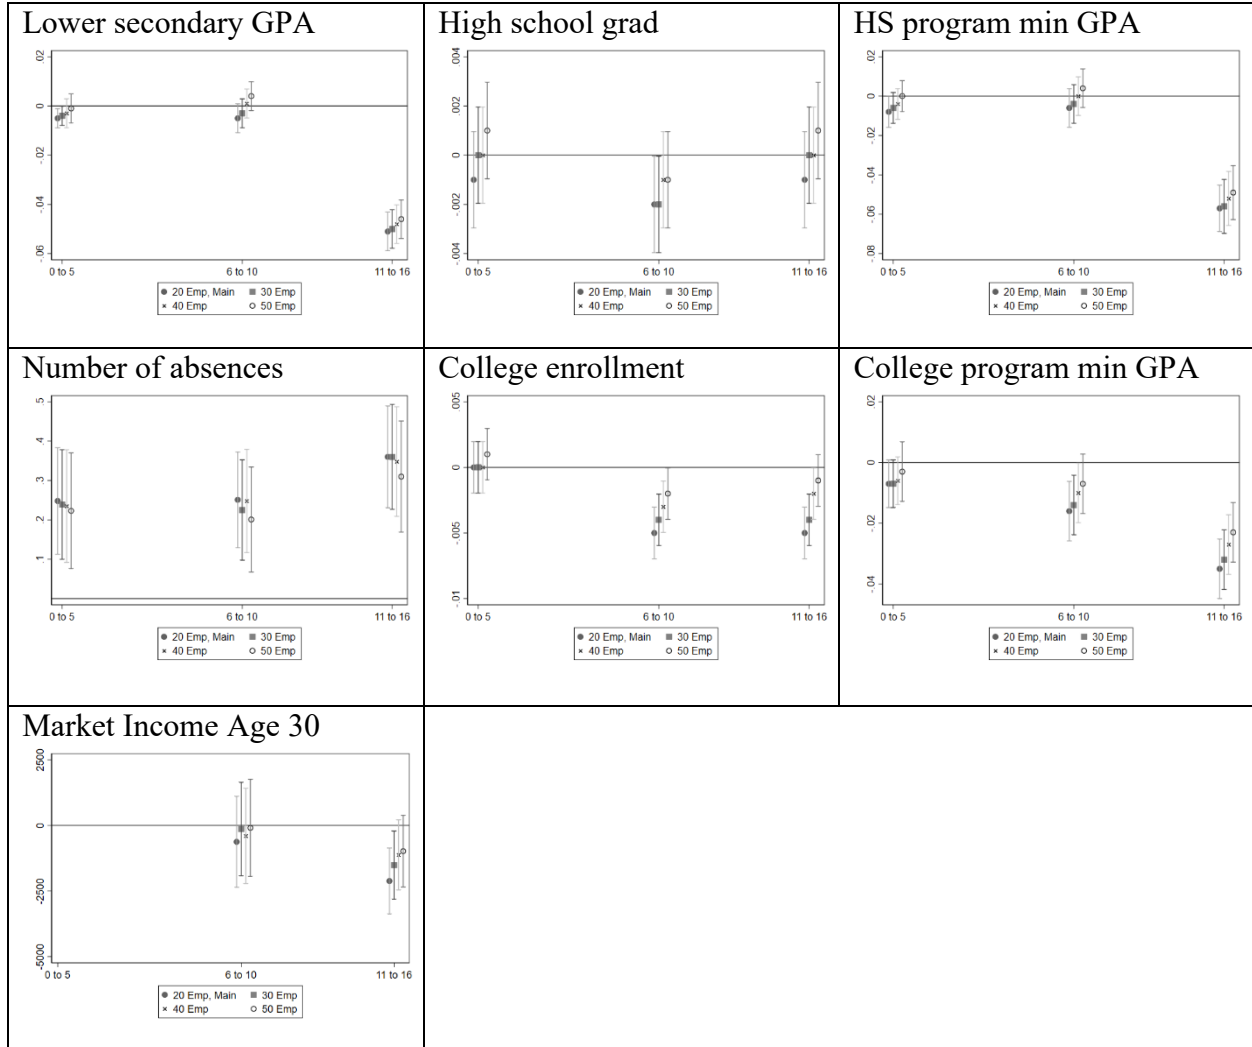 Lower secondary GPA
.02
0
-.02
-.04
-.06
0 to 5
6 to 10
11 to 16
20 Emp, Main
30 Emp
40 Emp
50 Emp
High school grad
.004
.002
0
-.002
-.004
0 to 5
6 to 10
11 to 16
20 Emp, Main
30 Emp
40 Emp
50 Emp
HS program min GPA
.02
0
-.02
-.04
-.06
-.08
0 to 5
6 to 10
11 to 16
20 Emp, Main
30 Emp
40 Emp
50 Emp
Number of absences
.5
.4
.3
.2
.1
0 to 5
6 to 10
11 to 16
20 Emp, Main
30 Emp
40 Emp
50 Emp
College enrollment
.005
0
-.005
-.01
0 to 5
6 to 10
11 to 16
20 Emp, Main
30 Emp
40 Emp
50 Emp
College program min GPA
.02
0
-.02
-.04
0 to 5
6 to 10
11 to 16
20 Emp, Main
30 Emp
40 Emp
50 Emp
Market Income Age 30
2500
0
-2500
-5000
0 to 5
6 to 10
11 to 16
20 Emp, Main
30 Emp
40 Emp
50 Emp